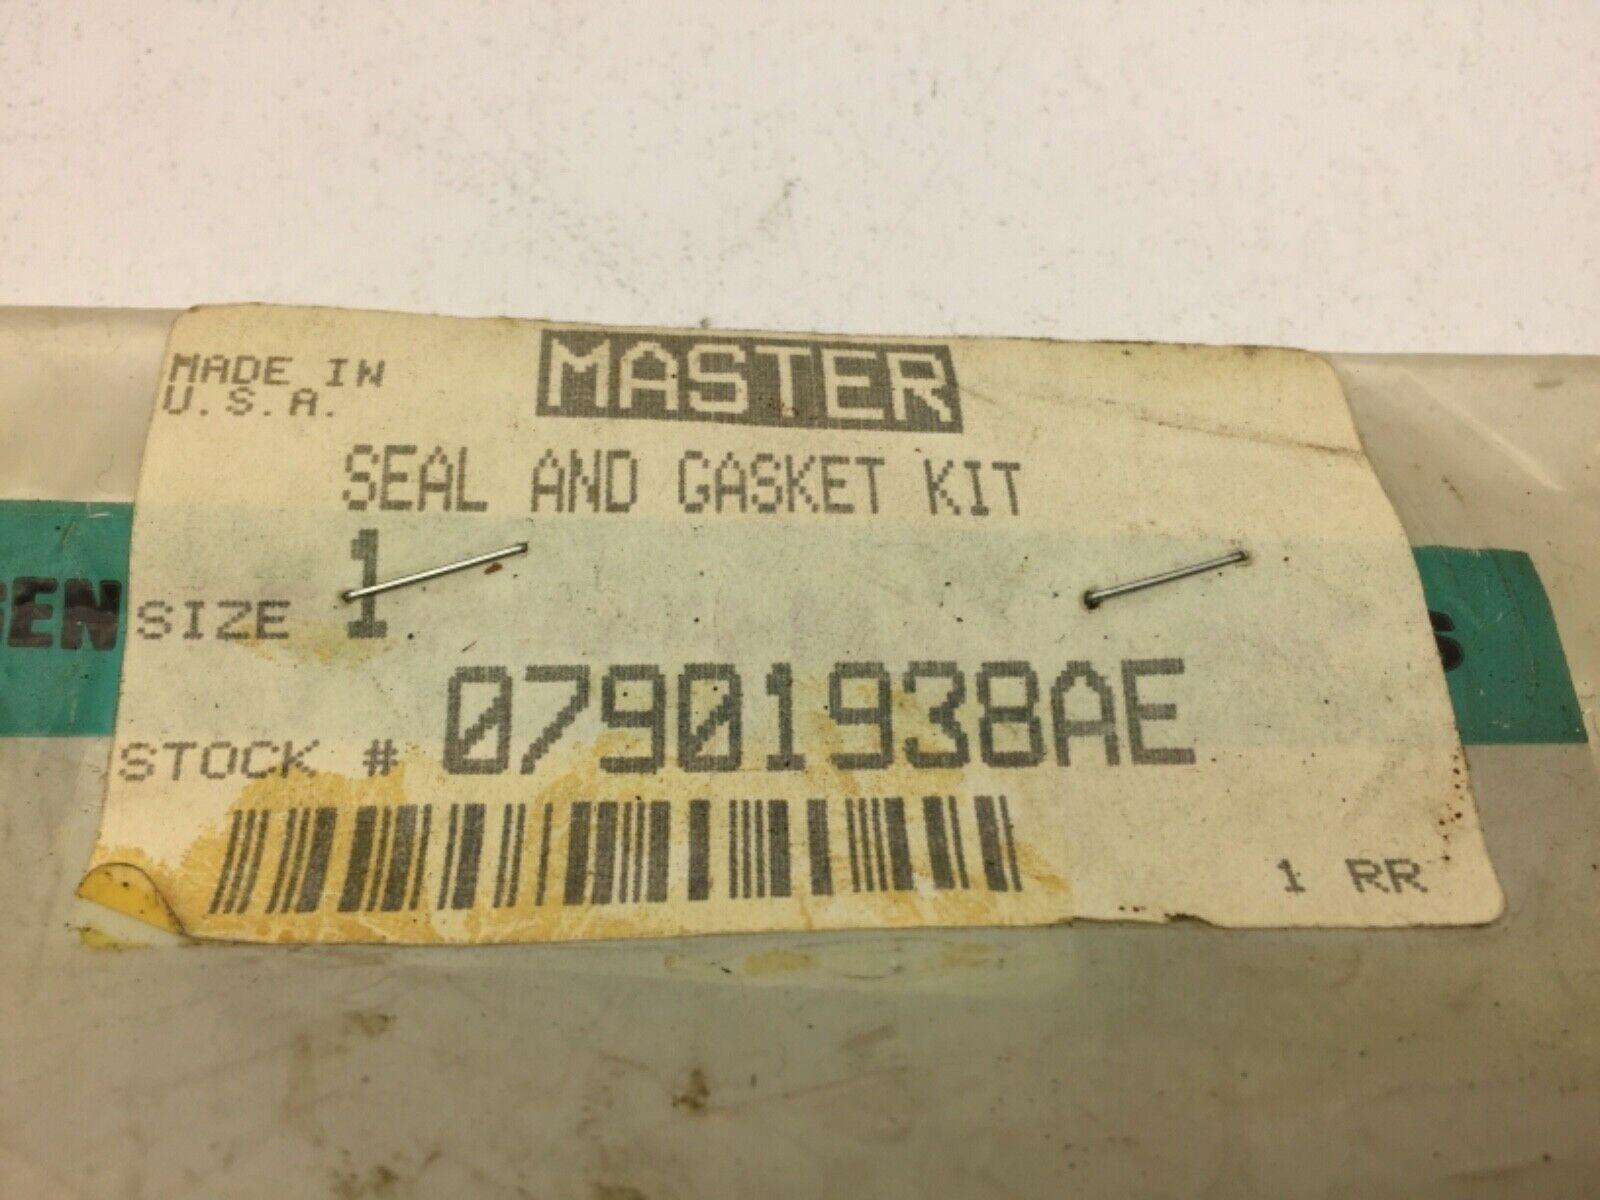 MADE IN
U.S.A.
MASTER
SEAL AND GASKET KIT
SIZE 1
STOCK # 07901938AE
1 RR